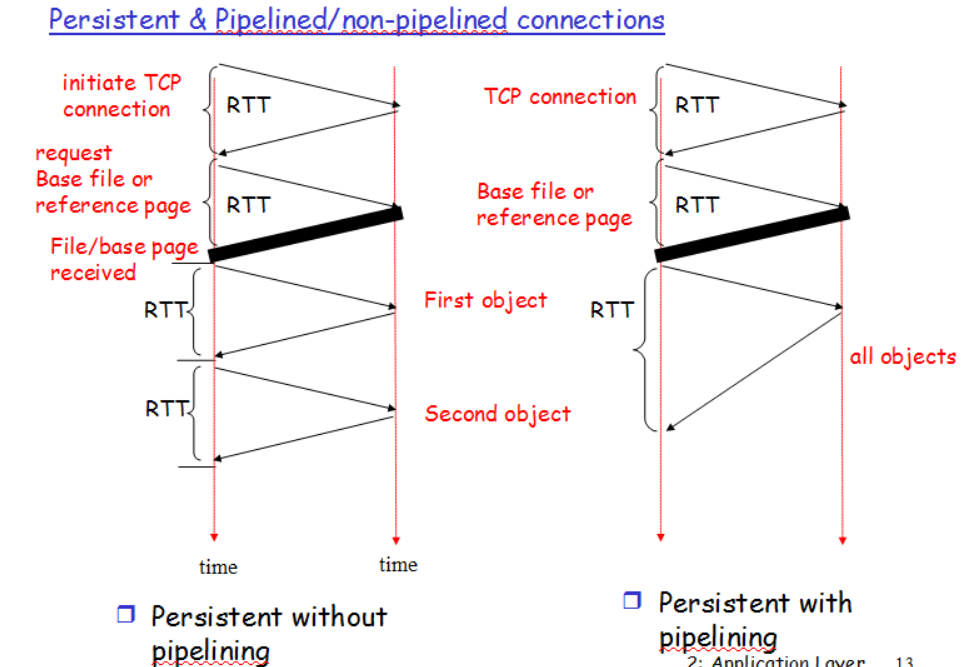 Persistent & Pipelined/non-pipelined connections
initiate TCP
connection
RTT
request
Base file or
reference page
RTT
File/base page
received
RTT
First object
RTT
Second object
time
time
❒ Persistent without
pipelining
TCP connection
RTT
Base file or
reference page
RTT
RTT
all objects
❒ Persistent with
pipelining
2: Application Layer 13